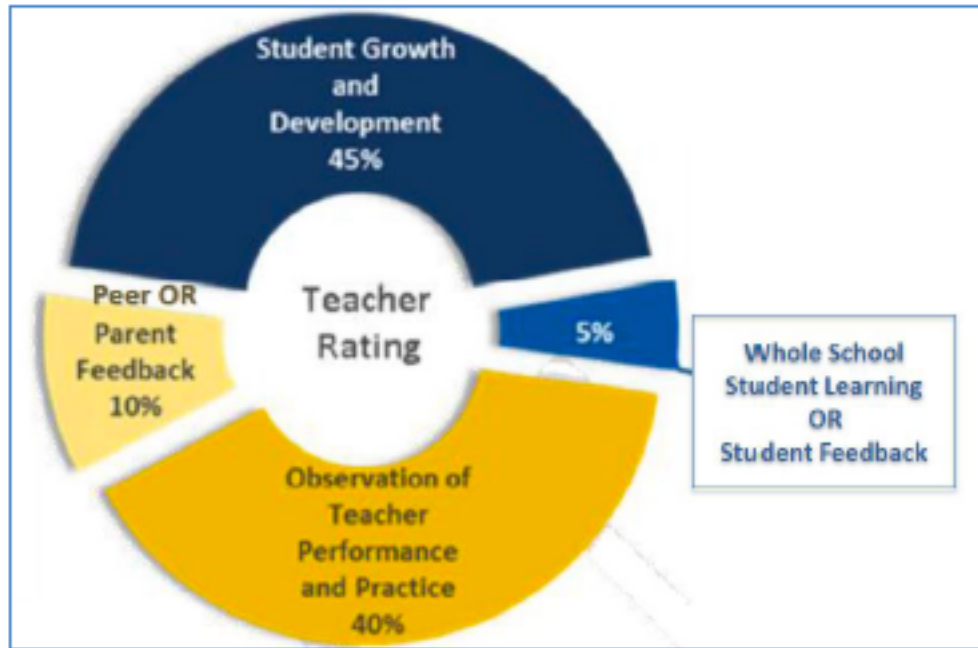 Student Growth
and
Development
45%
Peer OR
Parent
Feedback
10%
Teacher
Rating
5%
Whole School
Student Learning
OR
Student Feedback
Observation of
Teacher
Performance
and Practice
40%